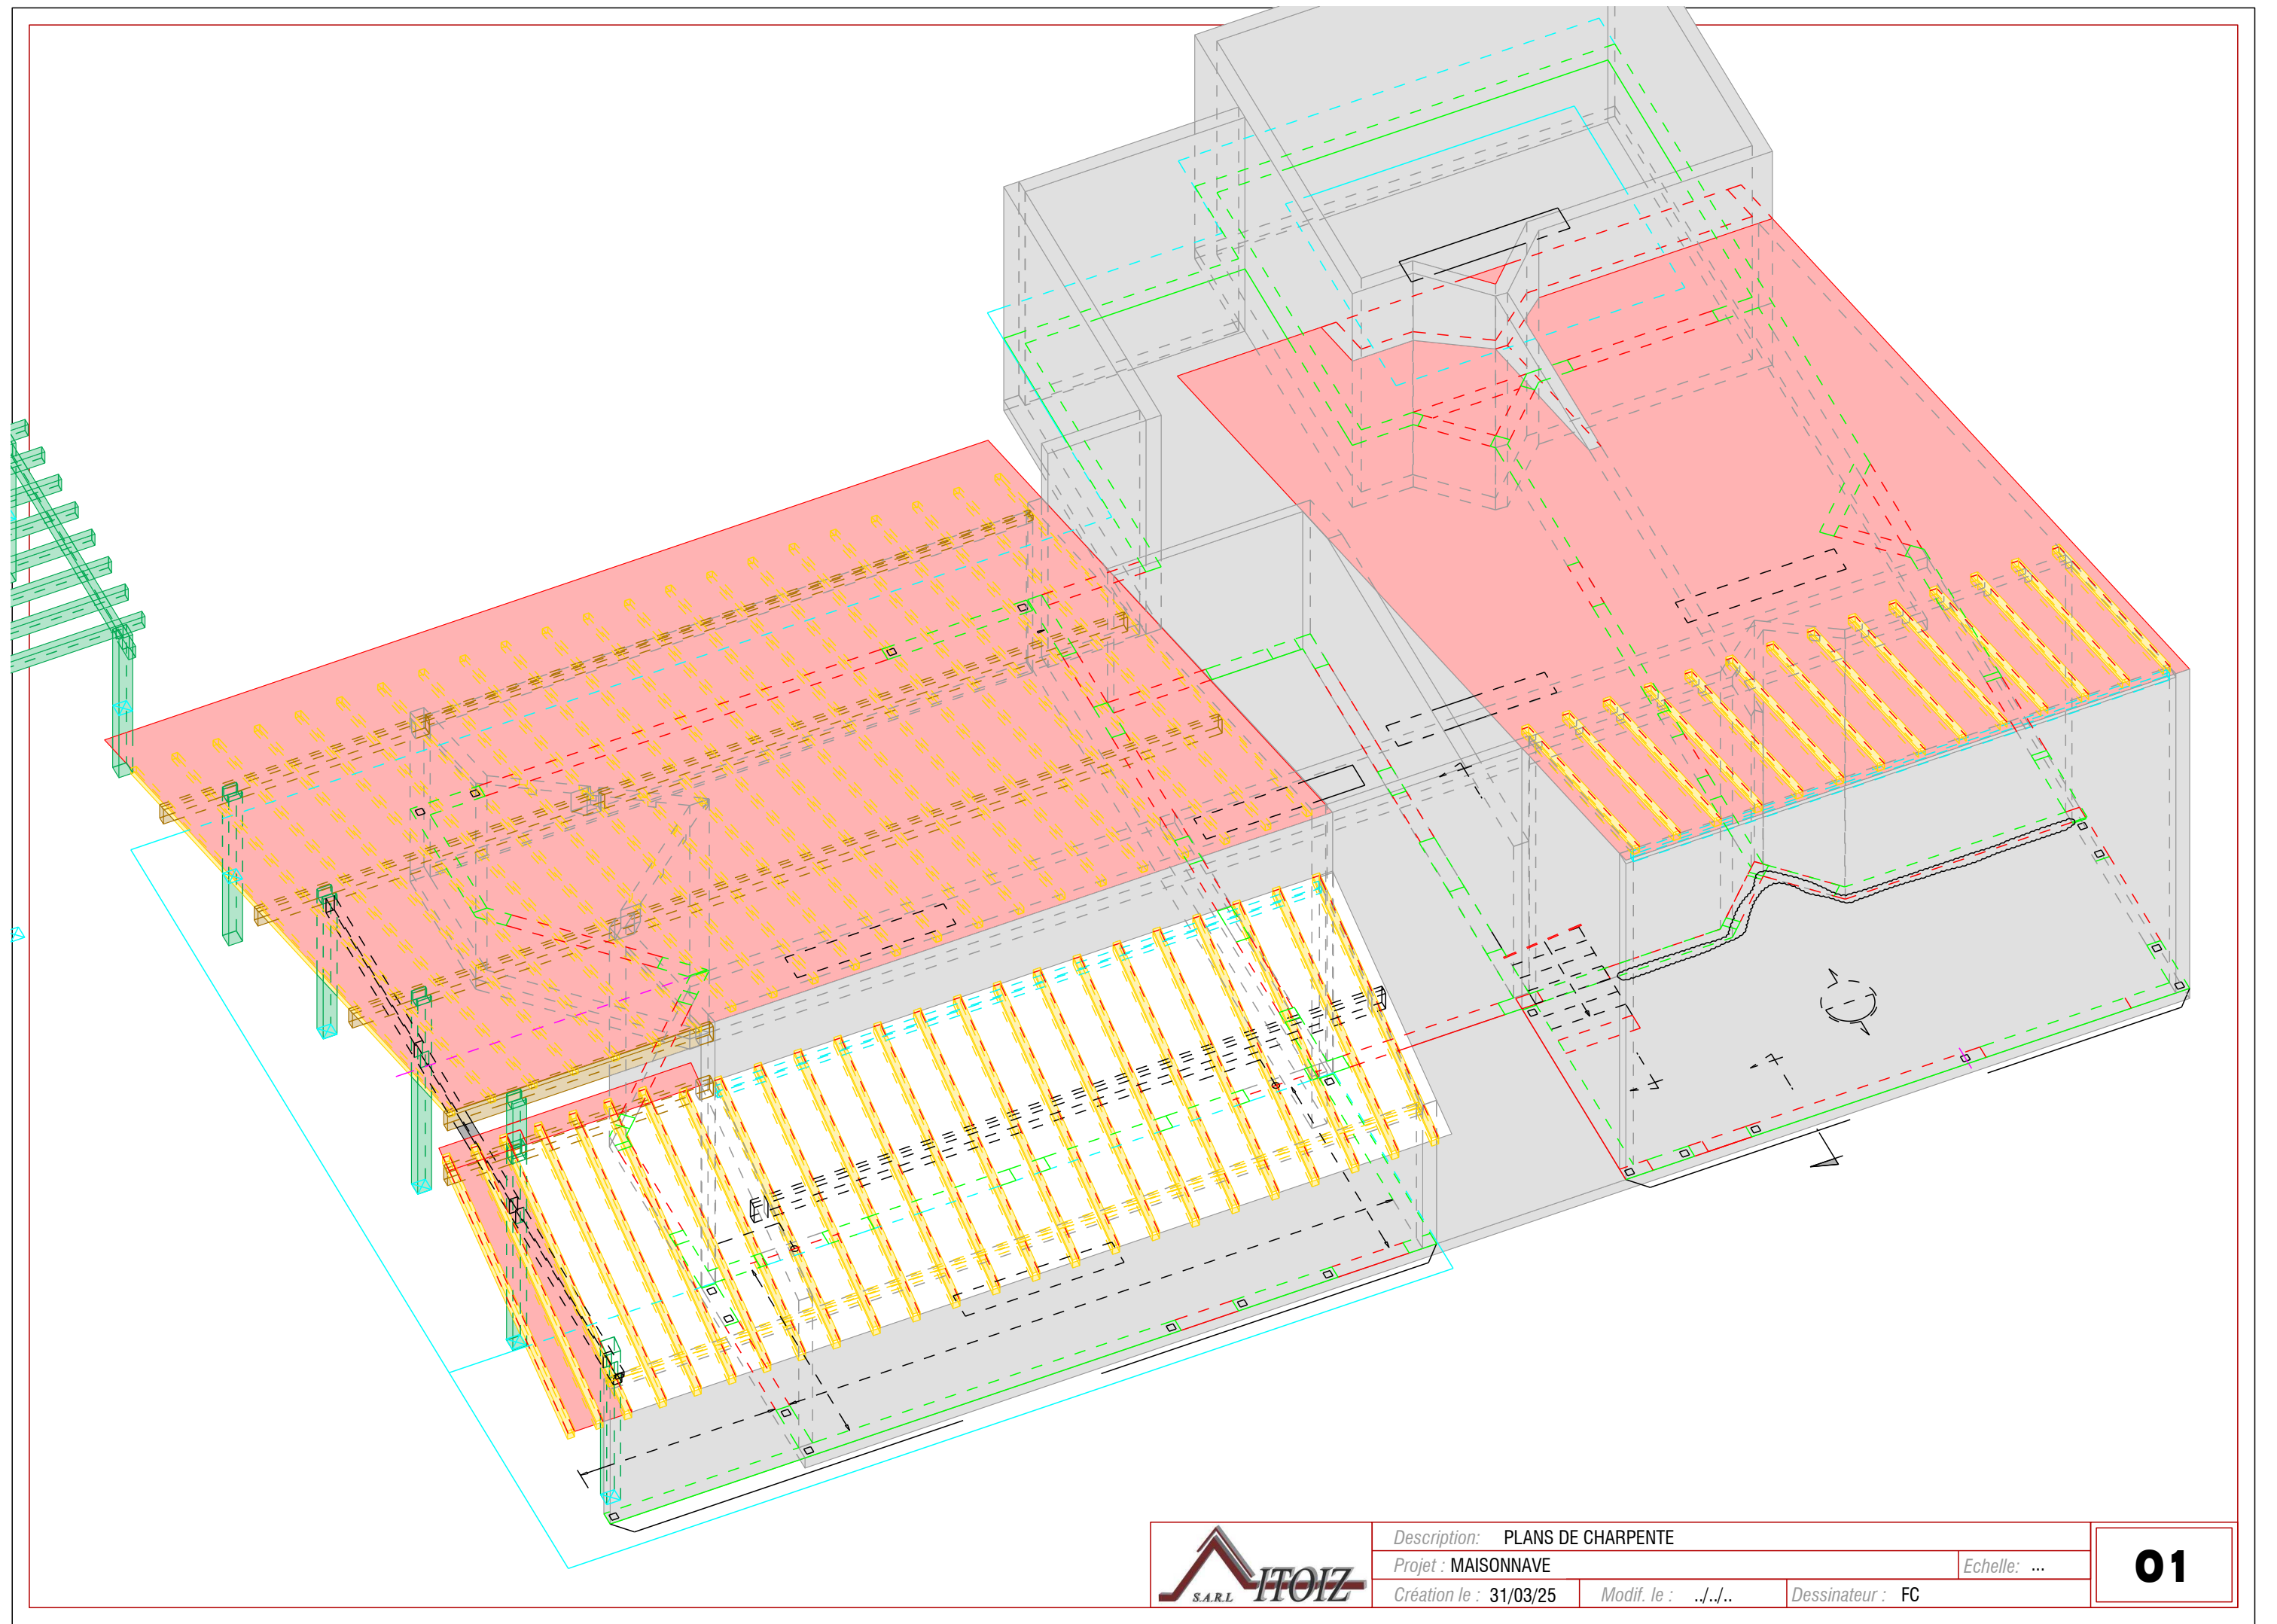 Description: PLANS DE CHARPENTE
Projet : MAISONNAVE
Echelle: ...
Création le : 31/03/25
Modif. le : ../../..
Dessinateur : FC
S.A.R.L ITOIZ
01